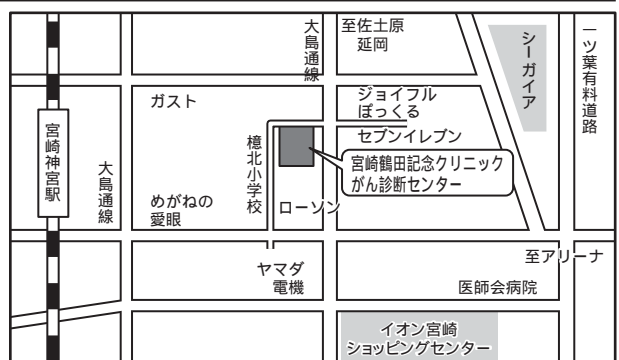 大島通線
至佐土原
延岡
シーガイア
一ツ葉有料道路
ガスト
ジョイフル
ぽっくる
セブンイレブン
宮崎神宮駅
大島通線
檍北小学校
宮崎鶴田記念クリニック
がん診断センター
めがねの
愛眼
ローソン
至アリーナ
ヤマダ
電機
医師会病院
イオン宮崎
ショッピングセンター